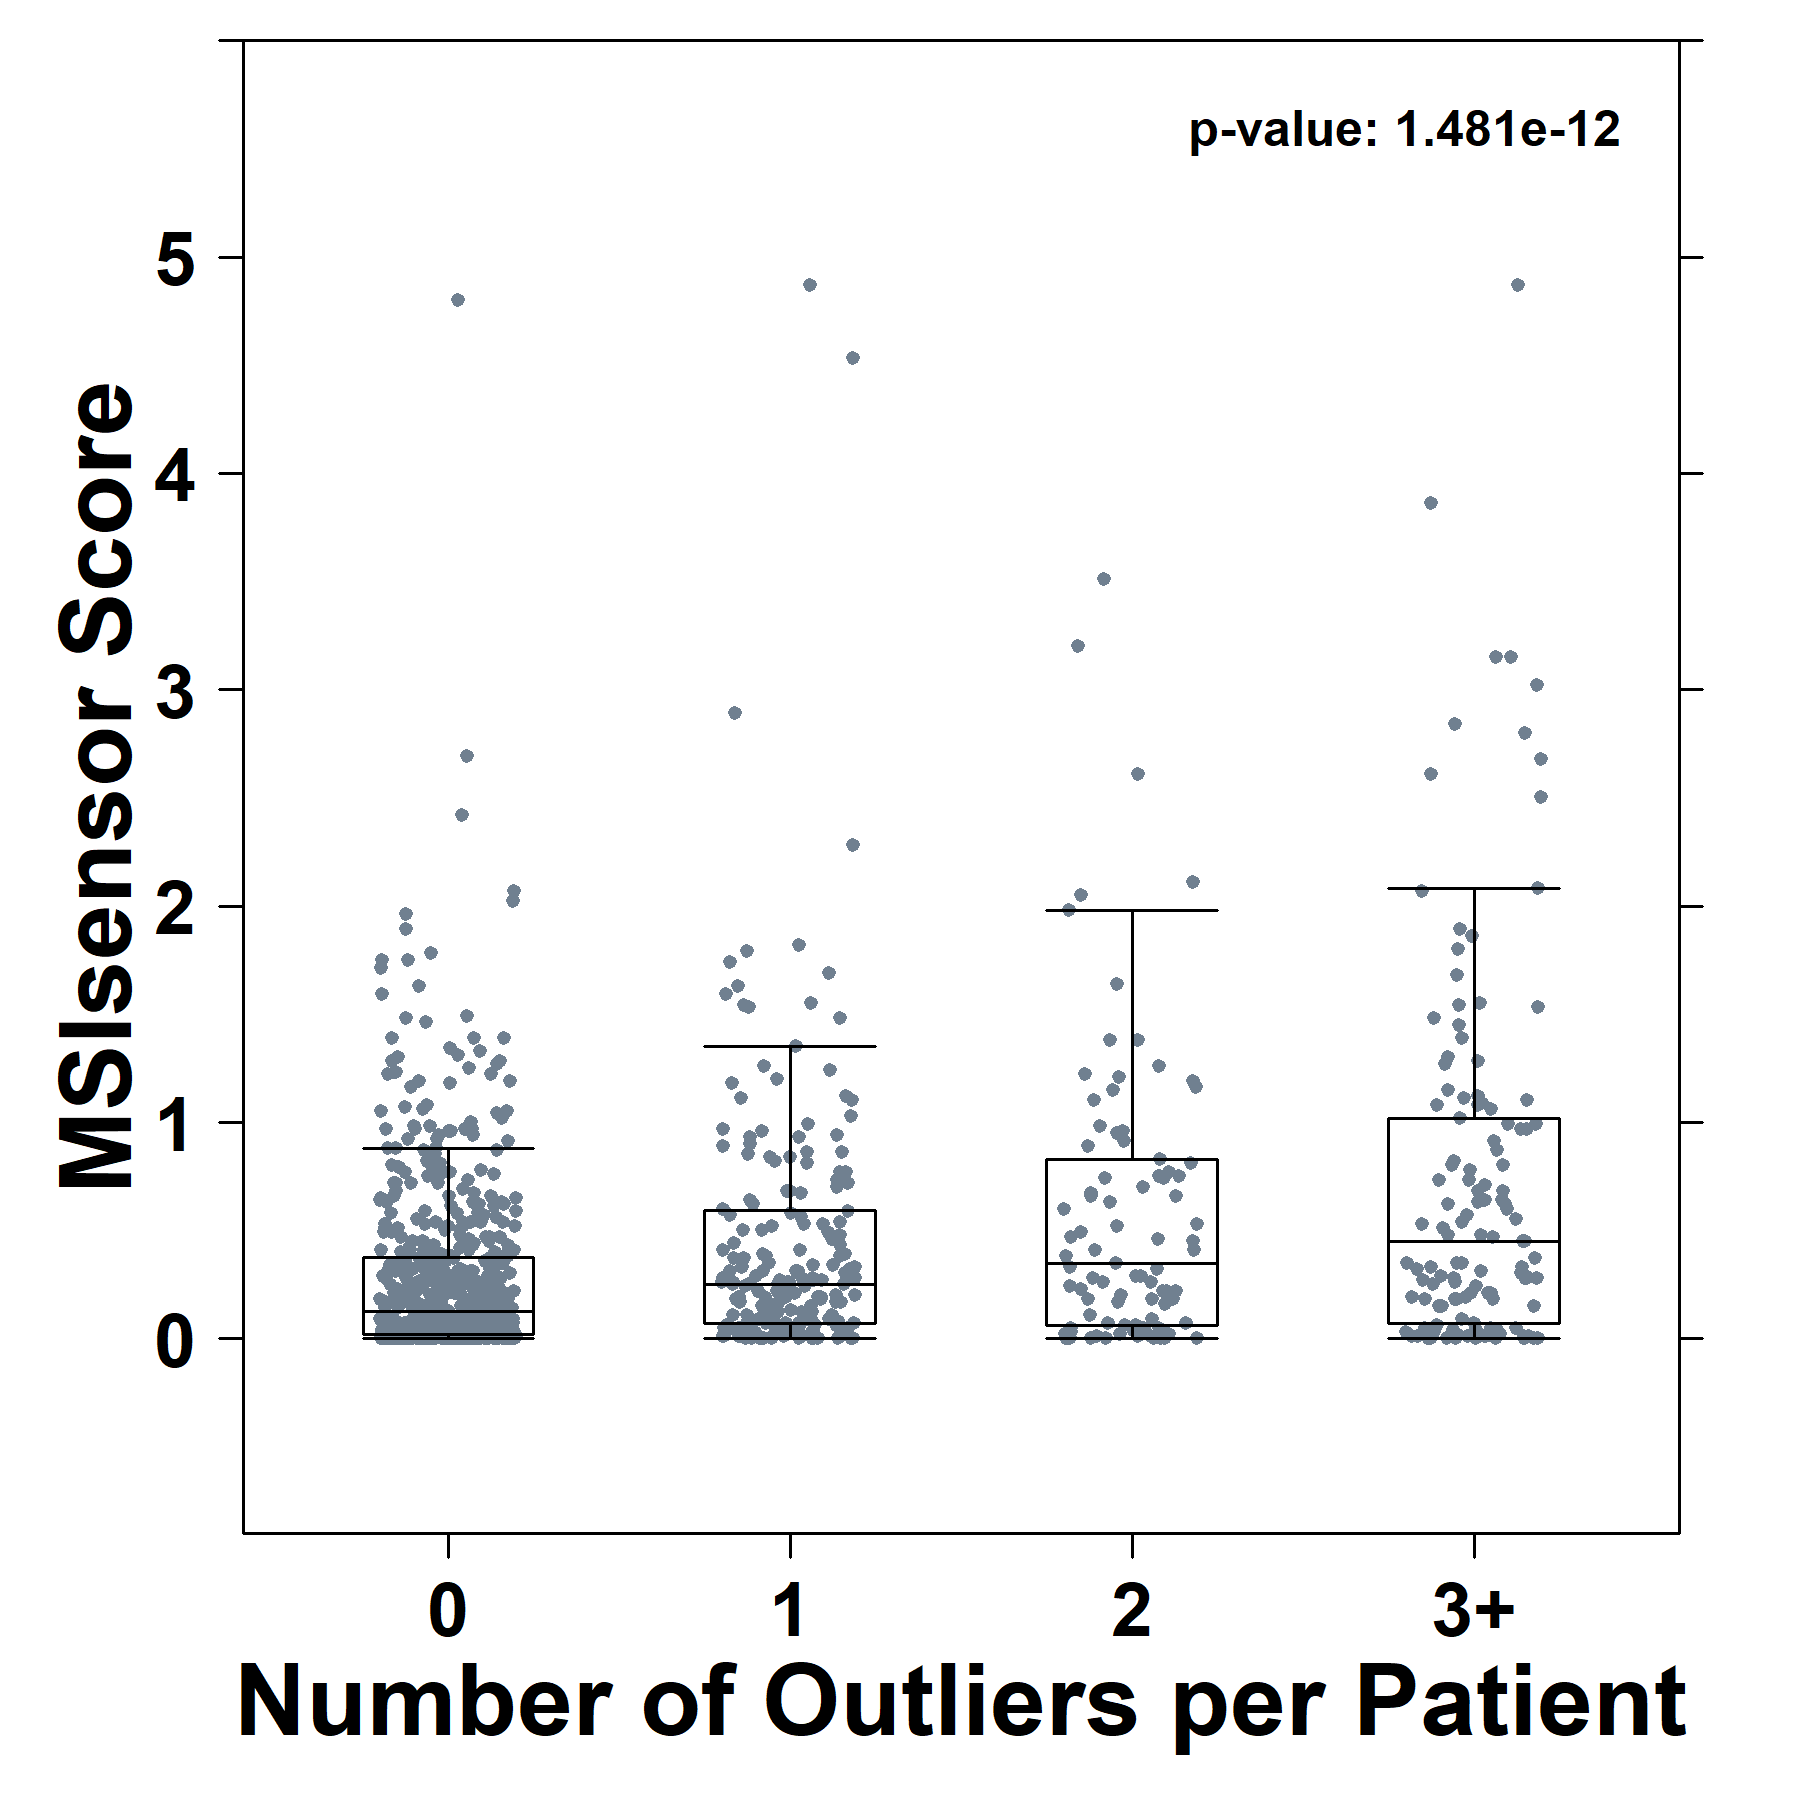 p-value: 1.481e-12
MSIsensor Score
5
4
3
2
1
0
0 1 2 3+
Number of Outliers per Patient